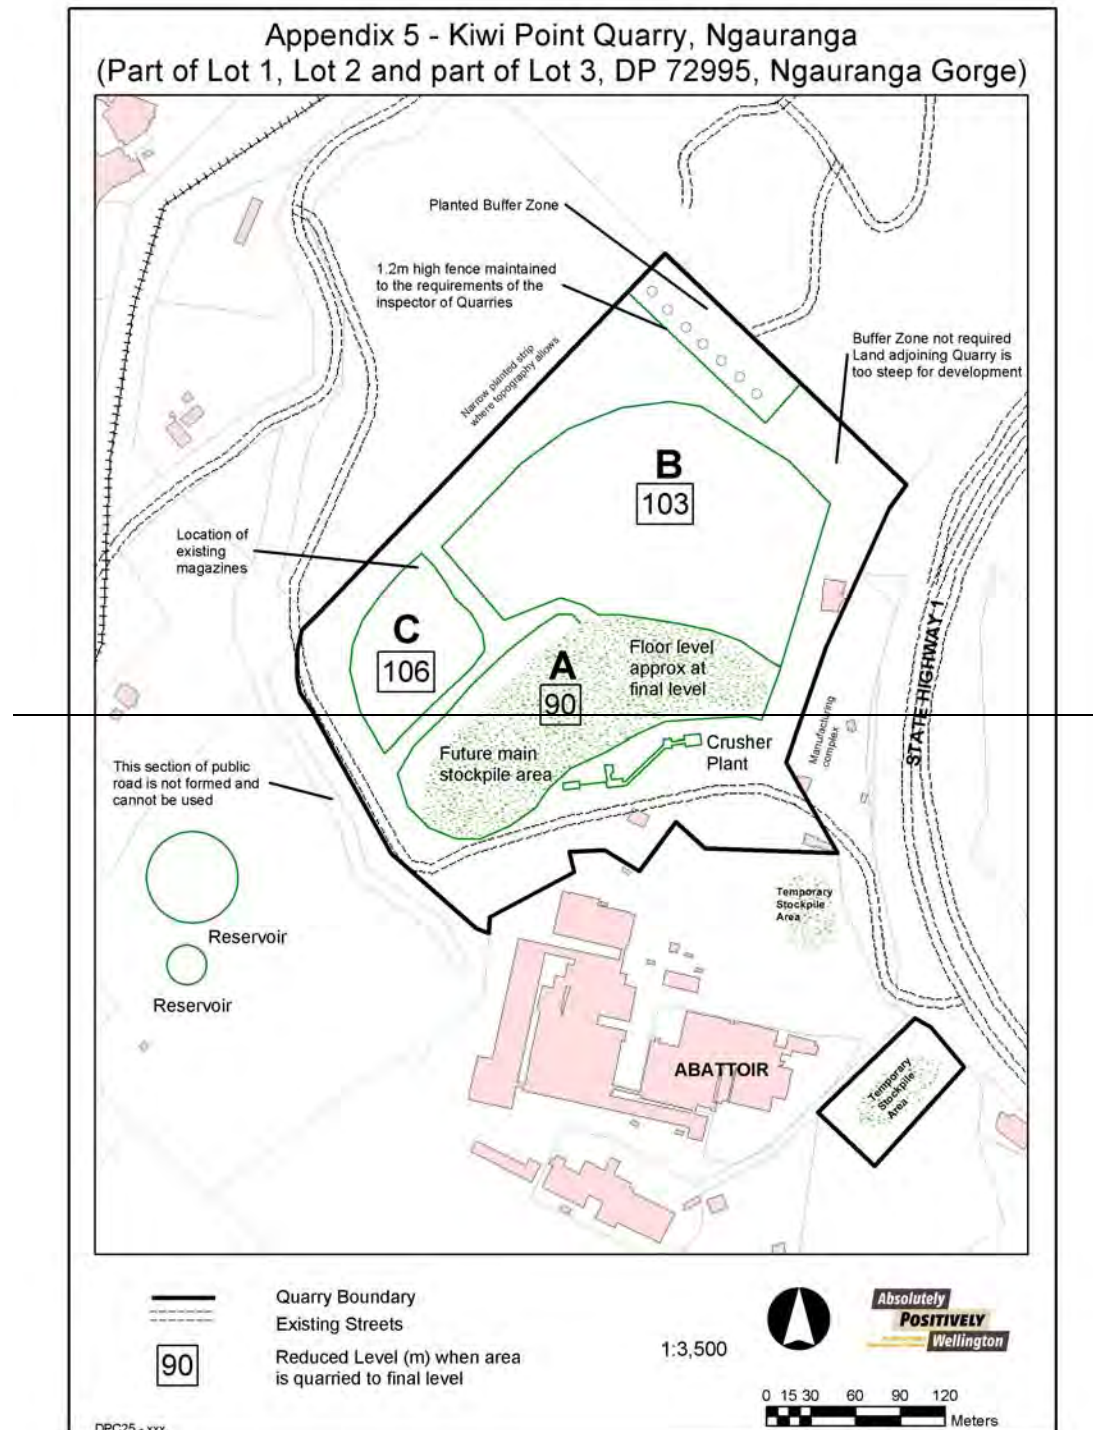 Appendix 5 - Kiwi Point Quarry, Ngauranga
(Part of Lot 1, Lot 2 and part of Lot 3, DP 72995, Ngauranga Gorge)
Planted Buffer Zone
1.2m high fence maintained
to the requirements of the
inspector of Quarries
Buffer Zone not required
Land adjoining Quarry is
too steep for development
Narrow planted strip
where topography allows
B
103
Location of
existing
magazines
C
106
A
90
Floor level
approx at
final level
STATE HIGHWAY 1
Manufacturing
complex
Future main
stockpile area
Crusher
Plant
This section of public
road is not formed and
cannot be used
Temporary
Stockpile
Area
Reservoir
Reservoir
ABATTOIR
Temporary
Stockpile
Area
Quarry Boundary
Existing Streets
90
Reduced Level (m) when area
is quarried to final level
1:3,500
Absolutely
POSITIVELY
Wellington
0 15 30 60 90 120
Meters
DPC25 - xxx